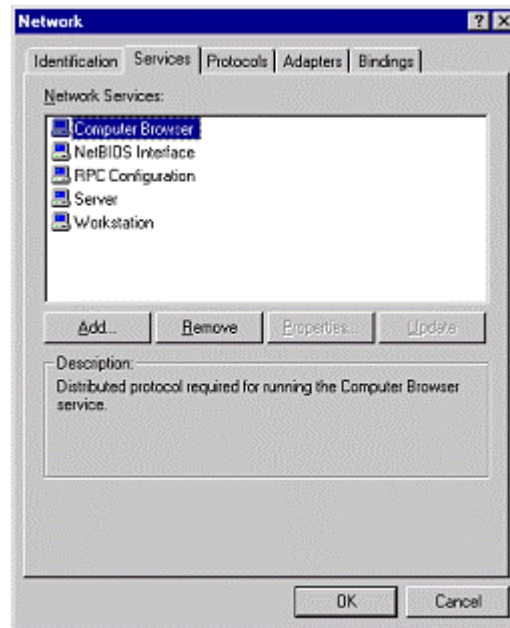 Network
Identification Services Protocols Adapters Bindings
Network Services:
Computer Browser
NetBIOS Interface
RPC Configuration
Server
Workstation
Add... Remove Properties... Update
Description:
Distributed protocol required for running the Computer Browser
service.
OK Cancel